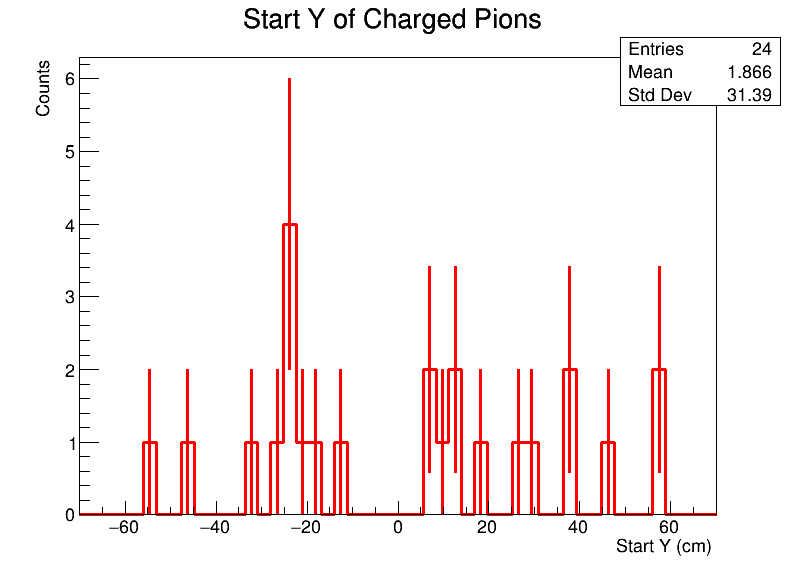 Start Y of Charged Pions
Entries 24
Mean 1.866
Std Dev 31.39
Counts
6
5
4
3
2
1
0
−60 −40 −20 0 20 40 60
Start Y (cm)